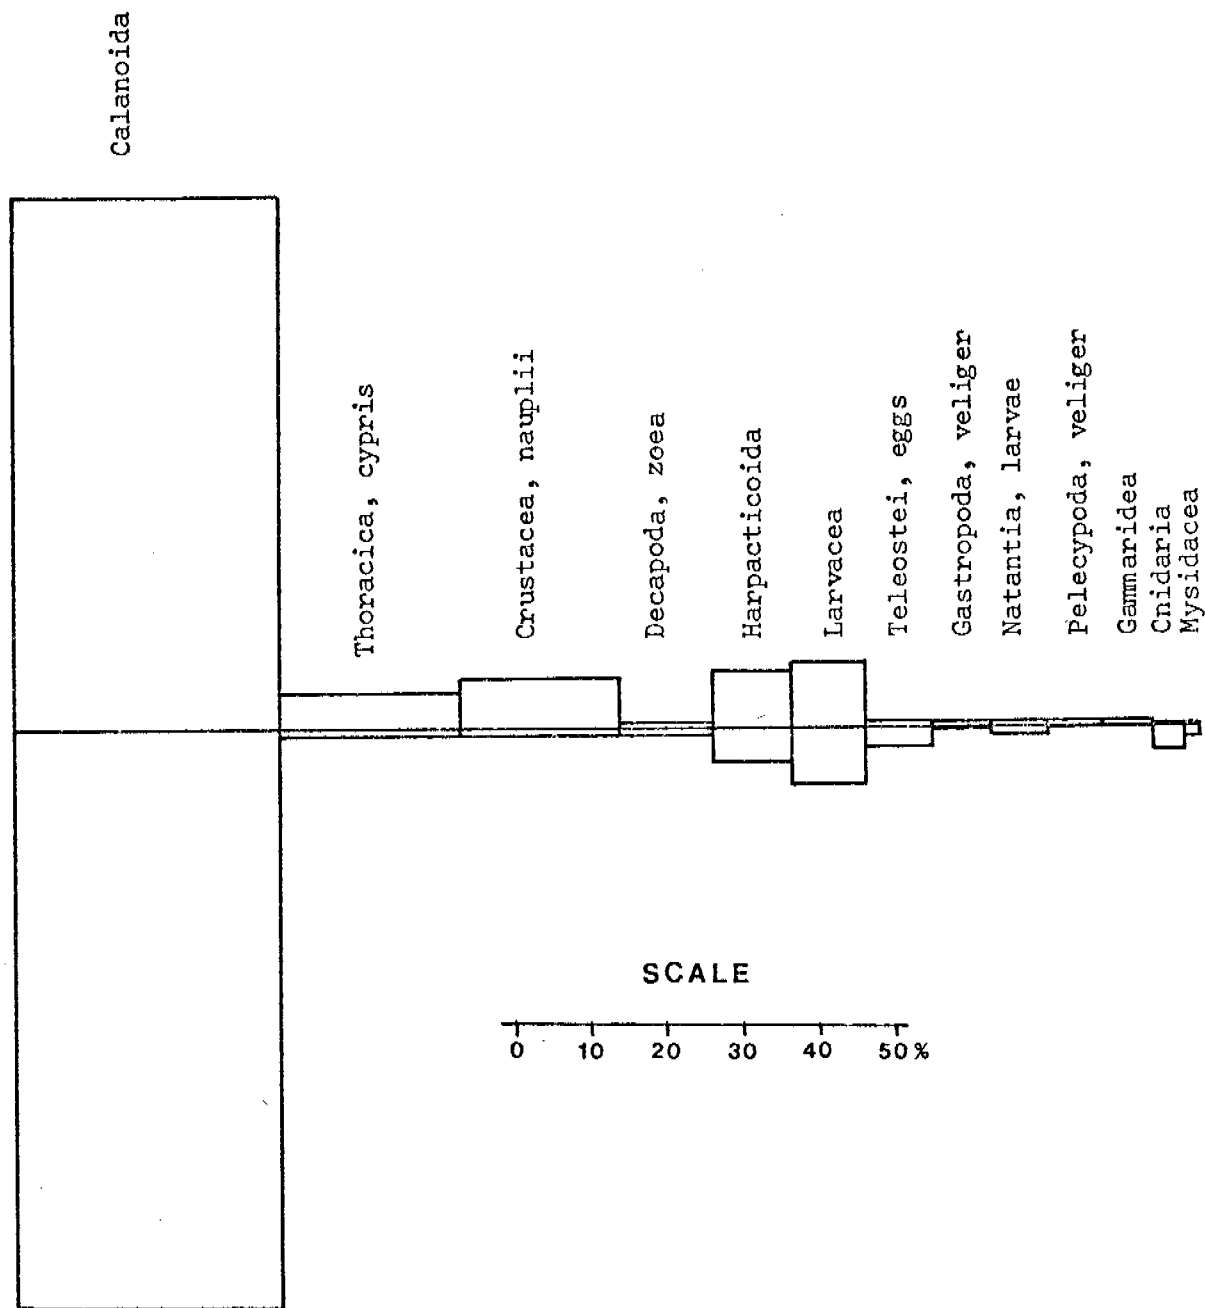 Calanoida
Thoracica, cypris
Crustacea, nauplii
Decapoda, zoea
Harpacticoida
Larvacea
Teleostei, eggs
Gastropoda, veliger
Natantia, larvae
Pelecypoda, veliger
Gammaridea
Cnidaria
Mysidacea
SCALE
0 10 20 30 40 50%